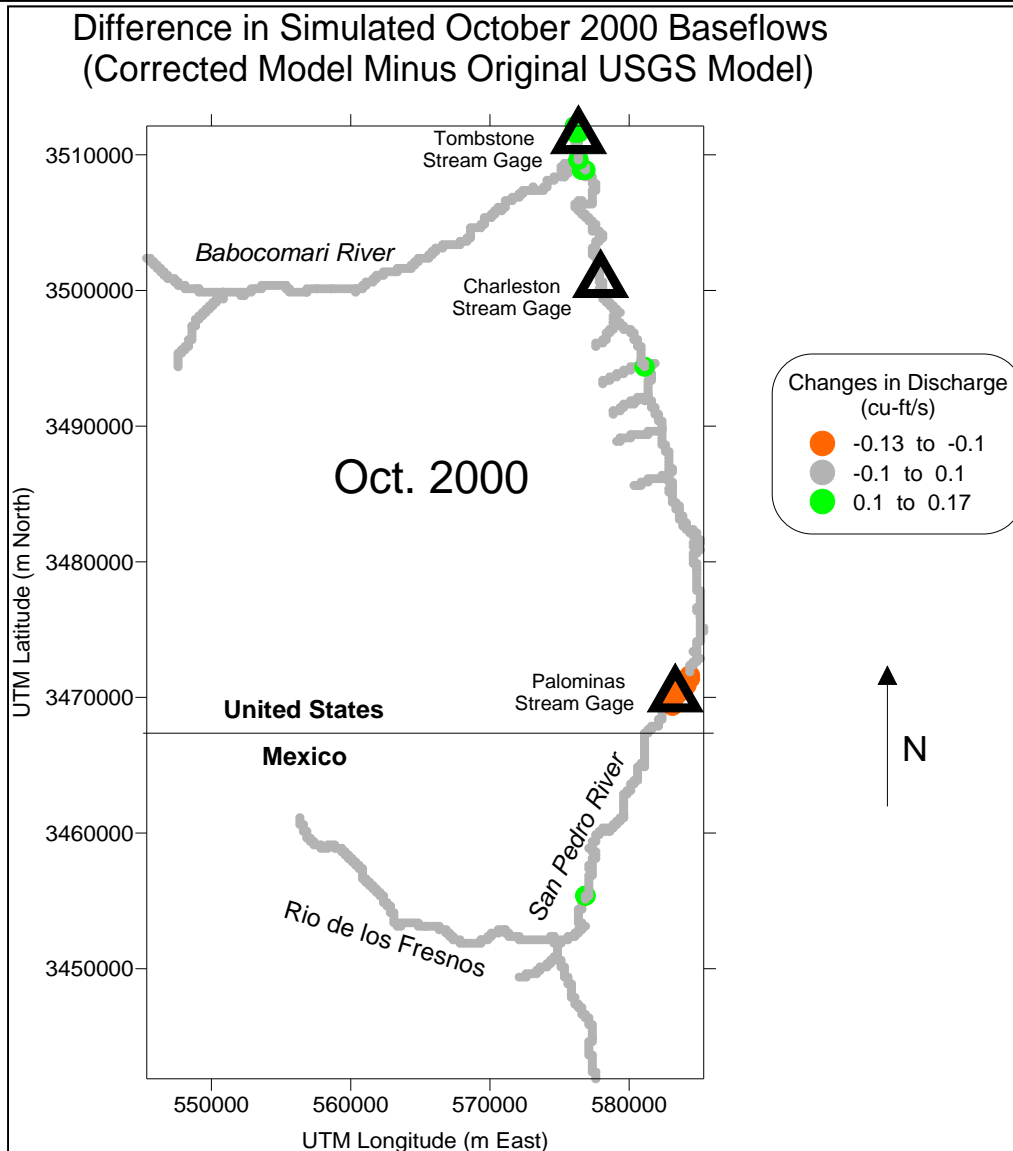 Difference in Simulated October 2000 Baseflows
(Corrected Model Minus Original USGS Model)
Tombstone
Stream Gage
Babocomari River
Charleston
Stream Gage
Oct. 2000
Palominas
Stream Gage
United States
Mexico
San Pedro River
Rio de los Fresnos
UTM Latitude (m North)
3510000
3500000
3490000
3480000
3470000
3460000
3450000
550000
560000
570000
580000
UTM Longitude (m East)
Changes in Discharge
(cu-ft/s)
-0.13 to -0.1
-0.1 to 0.1
0.1 to 0.17
N